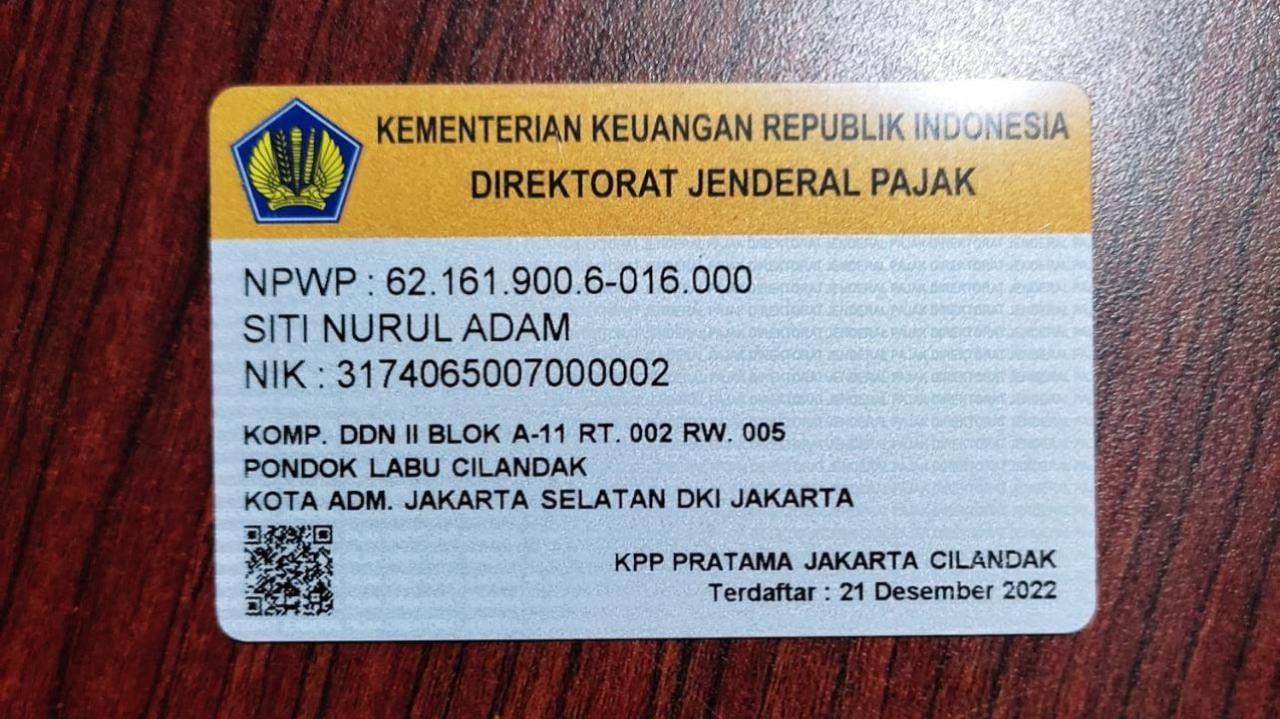 KEMENTERIAN KEUANGAN REPUBLIK INDONESIA
DIREKTORAT JENDERAL PAJAK
NPWP : 62.161.900.6-016.000
SITI NURUL ADAM
NIK : 3174065007000002
KOMP. DDN II BLOK A-11 RT. 002 RW. 005
PONDOK LABU CILANDAK
KOTA ADM. JAKARTA SELATAN DKI JAKARTA
KPP PRATAMA JAKARTA CILANDAK
Terdaftar : 21 Desember 2022